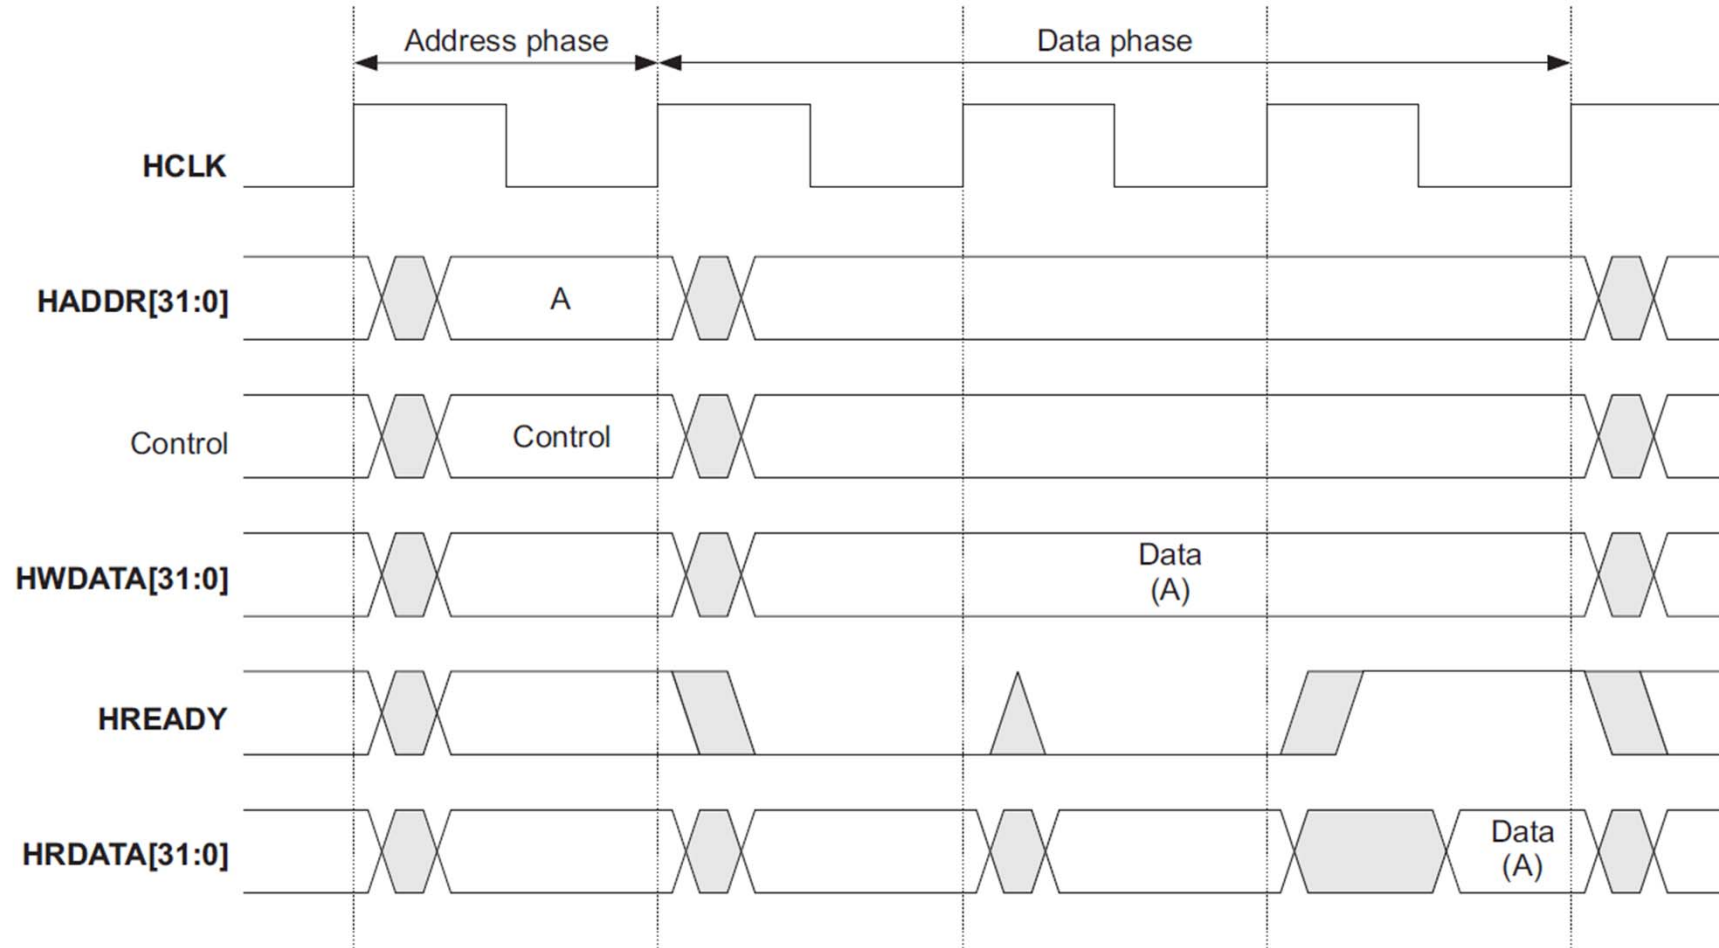 Address phase
Data phase
HCLK
HADDR[31:0]
A
Control
Control
HWDATA[31:0]
Data
(A)
HREADY
HRDATA[31:0]
Data
(A)